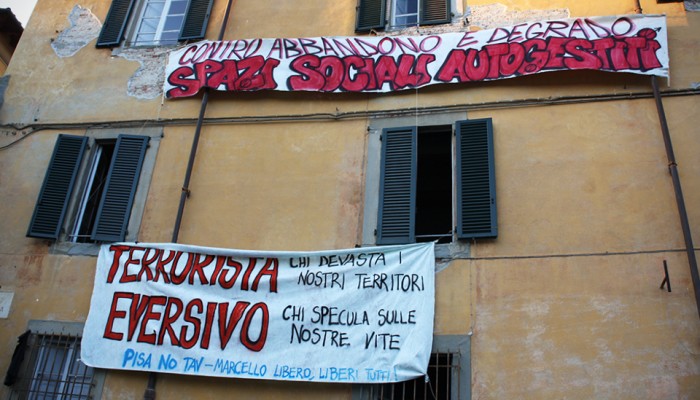 CONTRO ABBANDONO E DEGRADO
SPAZI SOCIALI AUTOGESTITI
TERRORISTA CHI DEVASTA I
NOSTRI TERRITORI
EVERSIVO CHI SPECULA SULLE
NOSTRE VITE
PISA NO TAV - MARCELLO LIBERO, LIBERI TUTTI!